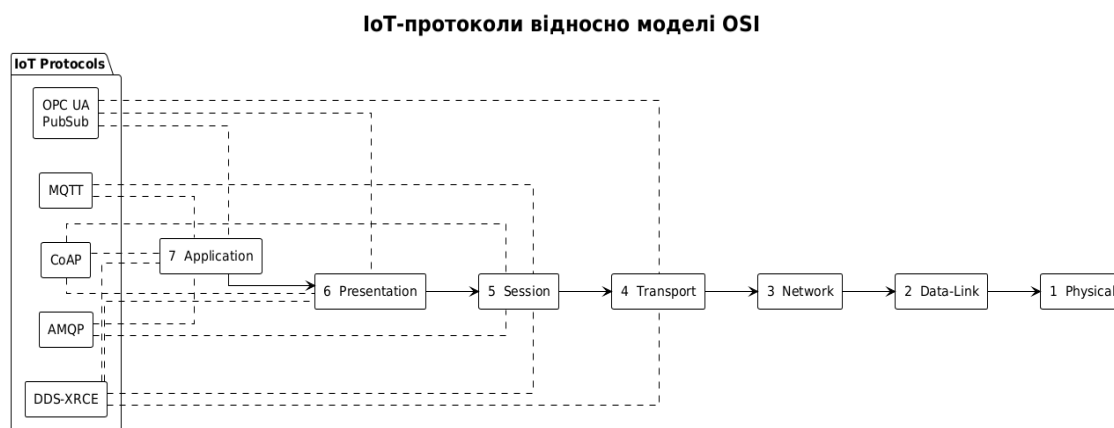 IoT-протоколи відносно моделі OSI
IoT Protocols
OPC UA
PubSub
MQTT
CoAP
AMQP
DDS-XRCE
7 Application
6 Presentation
5 Session
4 Transport
3 Network
2 Data-Link
1 Physical